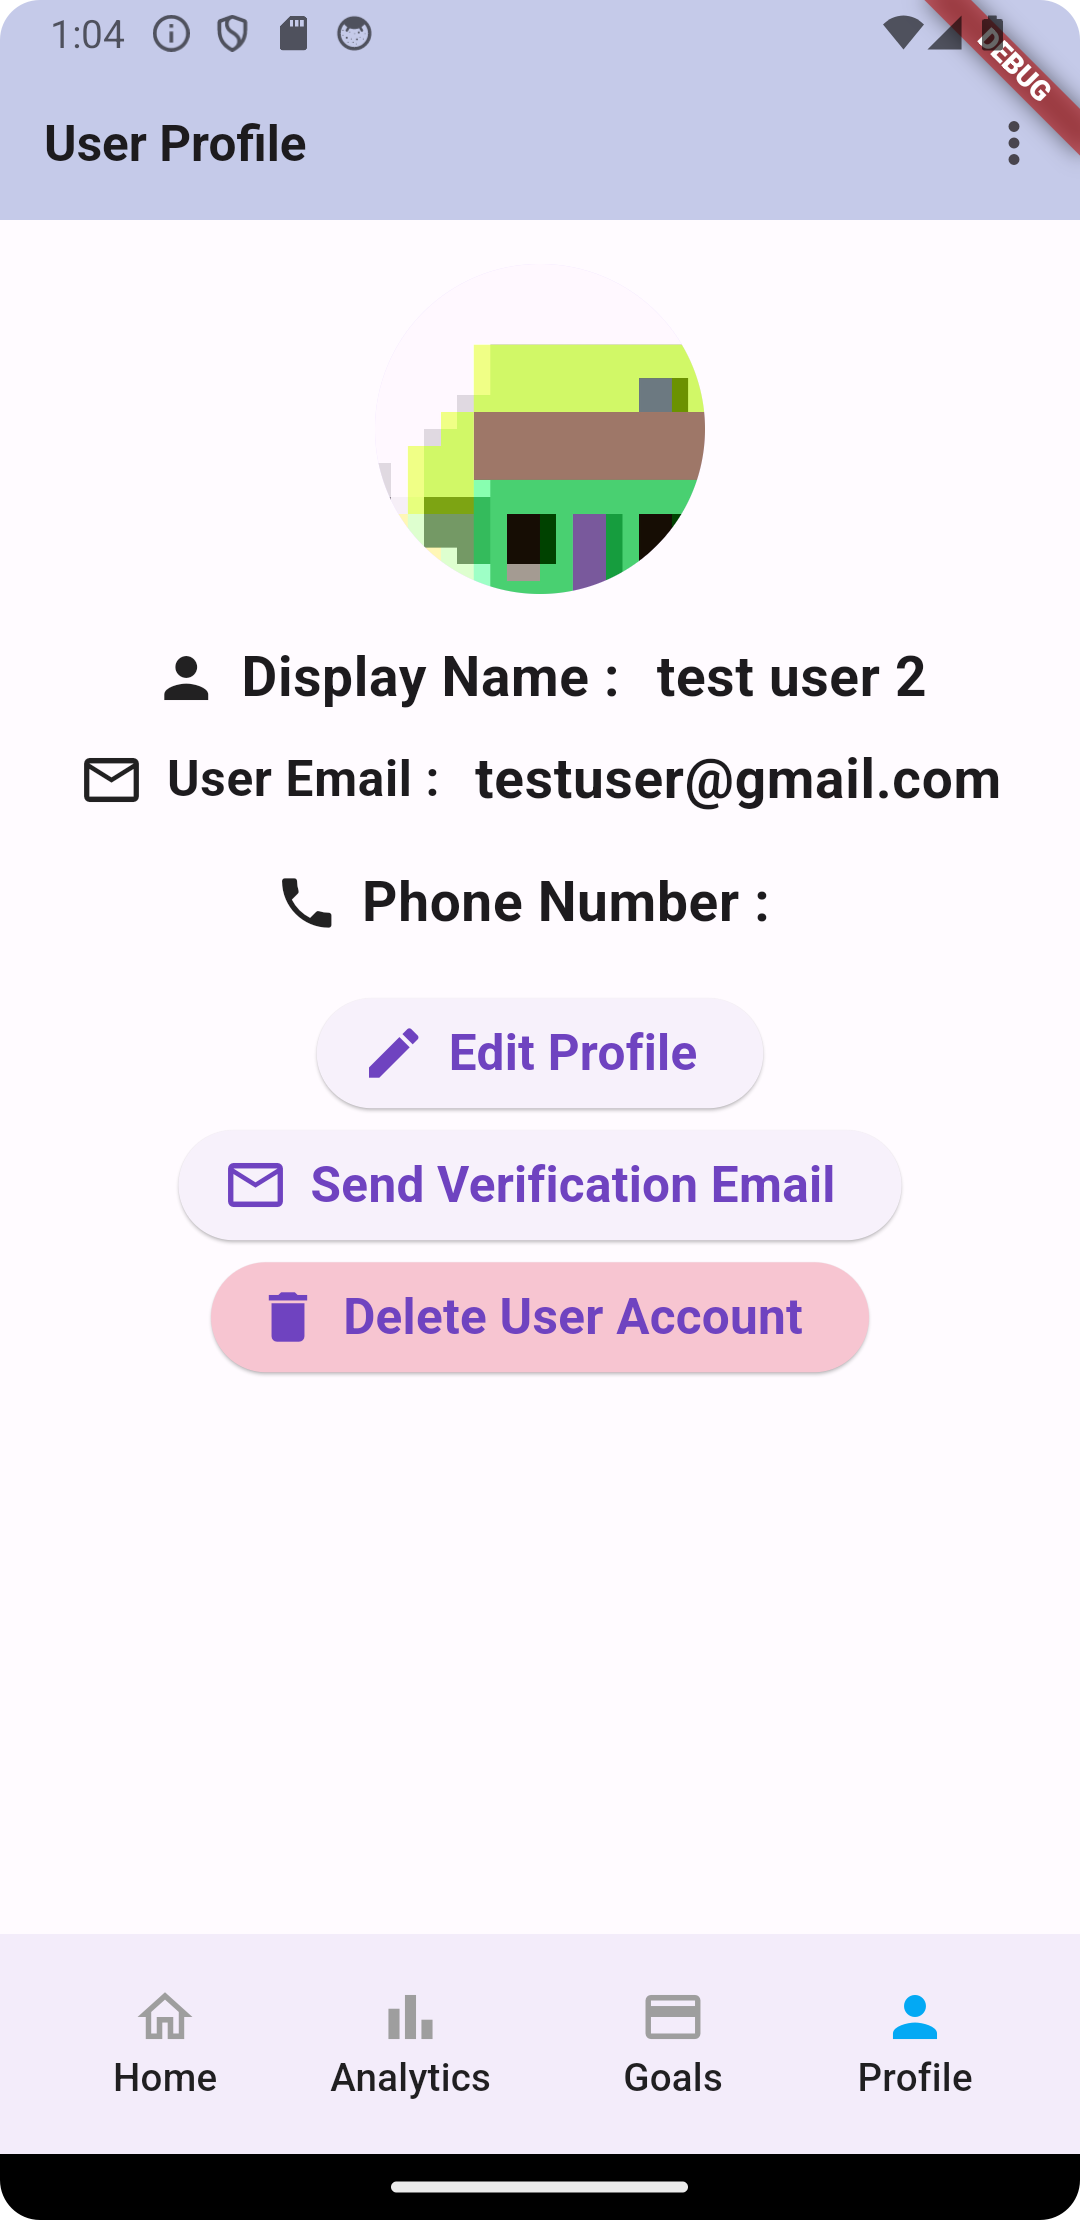 1:04
DEBUG
User Profile
Display Name : test user 2
User Email : testuser@gmail.com
Phone Number :
Edit Profile
Send Verification Email
Delete User Account
Home Analytics Goals Profile